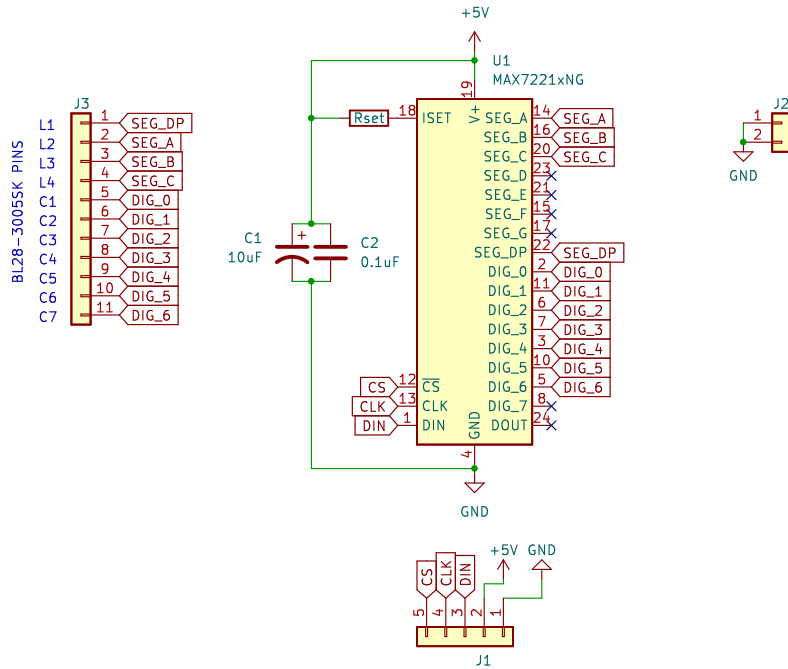 +5V
U1
MAX7221xNG
J3
J2
BL28-3005SK PINS
L1 1 SEG_DP
L2 2 SEG_A
L3 3 SEG_B
L4 4 SEG_C
C1 5 DIG_0
C2 6 DIG_1
C3 7 DIG_2
C4 8 DIG_3
C5 9 DIG_4
C6 10 DIG_5
C7 11 DIG_6
Rset 18 ISET
19 V+
SEG_A 14 SEG_A
SEG_B 16 SEG_B
SEG_C 20 SEG_C
SEG_D 23
SEG_E 21
SEG_F 15
SEG_G 17
SEG_DP 22 SEG_DP
DIG_0 2 DIG_0
DIG_1 11 DIG_1
DIG_2 6 DIG_2
DIG_3 7 DIG_3
DIG_4 3 DIG_4
DIG_5 10 DIG_5
DIG_6 5 DIG_6
DIG_7 8
DOUT 24
1
2
GND
C1
10uF
+
C2
0.1uF
CS 12 CS
CLK 13 CLK
DIN 1 DIN
GND
4
GND
+5V GND
CS CLK DIN
5 4 3 2 1
J1